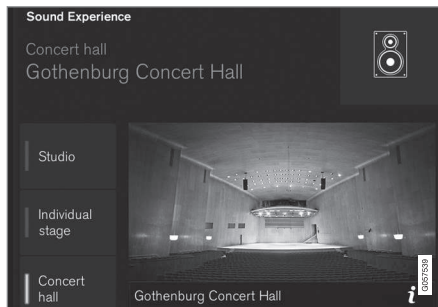 Sound Experience
Concert hall
Gothenburg Concert Hall
Studio
Individual
stage
Concert
hall
Gothenburg Concert Hall
i
G057539